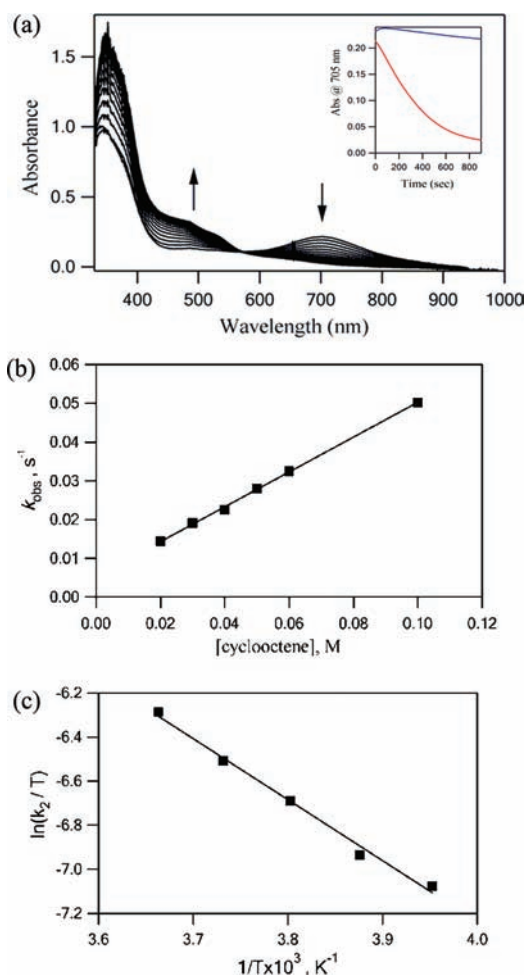 (a)
1.5
1.0
0.5
0.0
Absorbance
400 500 600 700 800 900 1000
Wavelength (nm)
0.20
0.15
0.10
0.05
0.00
Abs @ 705 nm
0 200 400 600 800
Time (sec)
(b)
0.06
0.05
0.04
0.03
0.02
0.01
0.00
k_obs, s⁻¹
0.00 0.02 0.04 0.06 0.08 0.10 0.12
[cyclooctene], M
(c)
-6.2
-6.4
-6.6
-6.8
-7.0
-7.2
ln(k₂ / T)
3.6 3.7 3.8 3.9 4.0
1/Tx10³, K⁻¹